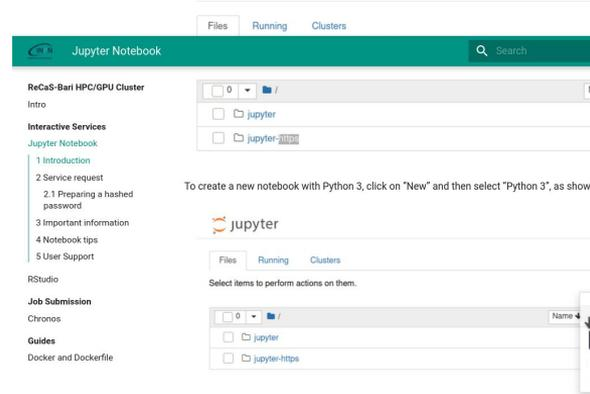 Files Running Clusters
INFN Jupyter Notebook Search
ReCaS-Bari HPC/GPU Cluster
Intro
Interactive Services
Jupyter Notebook
1 Introduction
2 Service request
2.1 Preparing a hashed
password
3 Important information
4 Notebook tips
5 User Support
RStudio
Job Submission
Chronos
Guides
Docker and Dockerfile
0 /
jupyter
jupyter-https
To create a new notebook with Python 3, click on "New" and then select "Python 3", as show
jupyter
Files Running Clusters
Select items to perform actions on them.
0 / Name
jupyter
jupyter-https